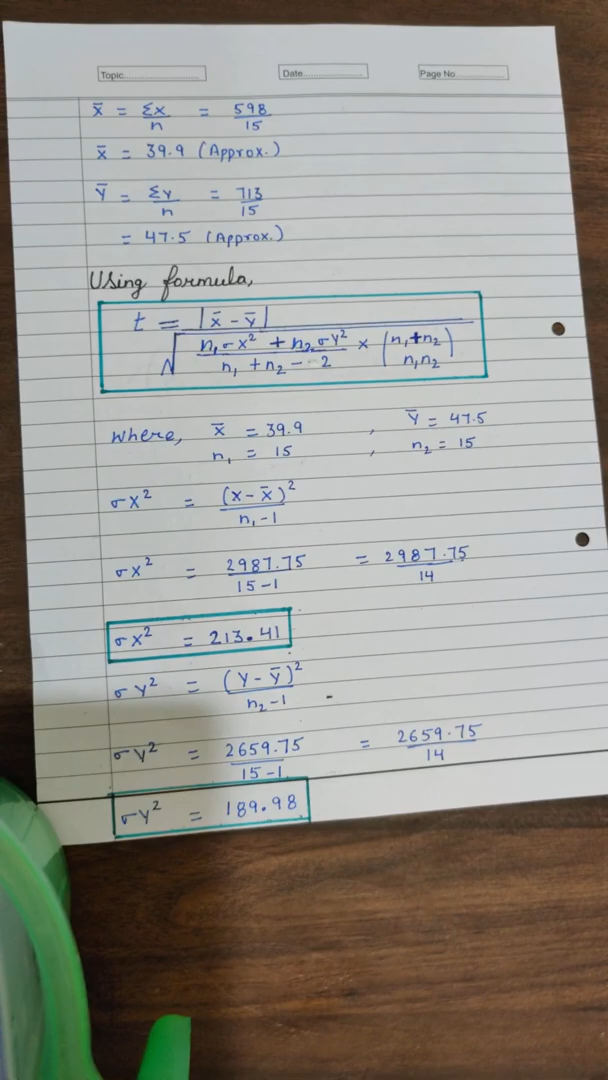 Topic.................... Date.................... Page No....................
x̄ = Σx/n = 598/15
x̄ = 39.9 (Approx.)
ȳ = Σy/n = 713/15
= 47.5 (Approx.)
Using formula,
t = |x̄ - ȳ| / √(n₁σx² + n₂σy² / n₁ + n₂ - 2 × (n₁+n₂ / n₁n₂))
where, x̄ = 39.9 , ȳ = 47.5
n₁ = 15 , n₂ = 15
σx² = (x-x̄)² / n₁-1
σx² = 2987.75 / 15-1 = 2987.75 / 14
σx² = 213.41
σy² = (y-ȳ)² / n₂-1
σy² = 2659.75 / 15-1 = 2659.75 / 14
σy² = 189.98